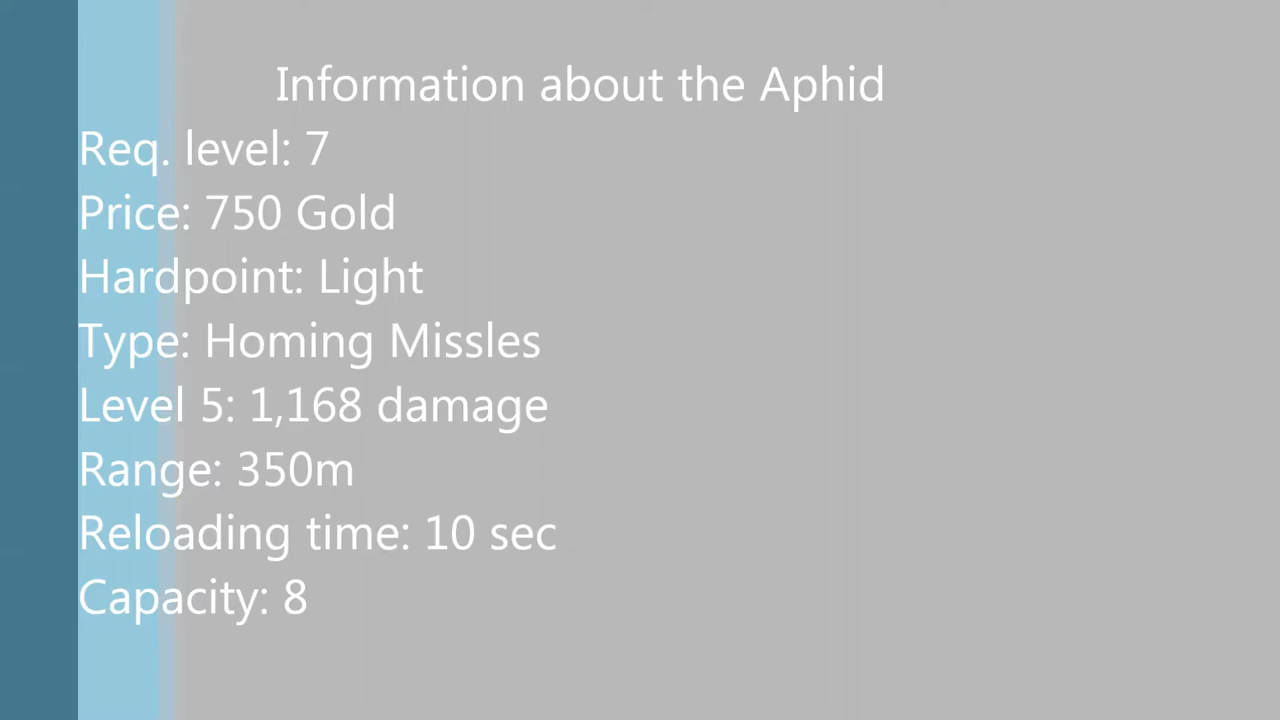 Information about the Aphid
Req. level: 7
Price: 750 Gold
Hardpoint: Light
Type: Homing Missles
Level 5: 1,168 damage
Range: 350m
Reloading time: 10 sec
Capacity: 8